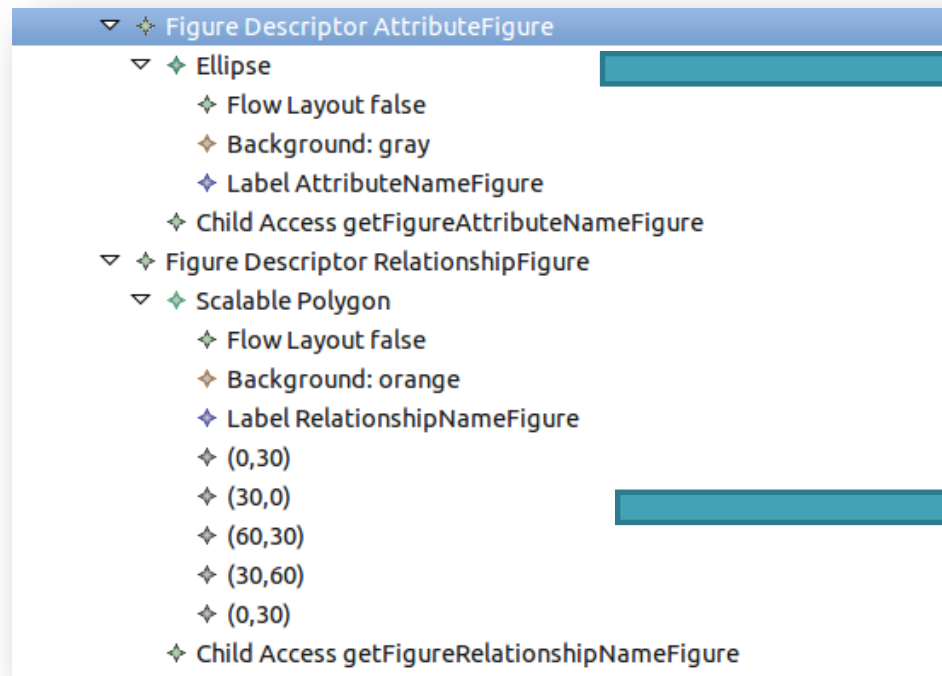 Figure Descriptor AttributeFigure
Ellipse
Flow Layout false
Background: gray
Label AttributeNameFigure
Child Access getFigureAttributeNameFigure
Figure Descriptor RelationshipFigure
Scalable Polygon
Flow Layout false
Background: orange
Label RelationshipNameFigure
(0,30)
(30,0)
(60,30)
(30,60)
(0,30)
Child Access getFigureRelationshipNameFigure